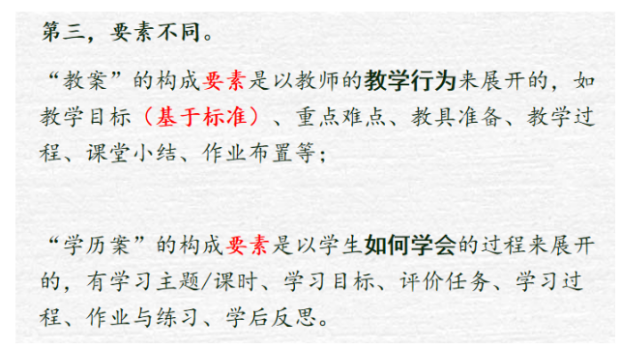 第三，要素不同。
“教案”的构成要素是以教师的教学行为来展开的，如
教学目标（基于标准）、重点难点、教具准备、教学过
程、课堂小结、作业布置等；
“学历案”的构成要素是以学生如何学会的过程来展开
的，有学习主题/课时、学习目标、评价任务、学习过
程、作业与练习、学后反思。